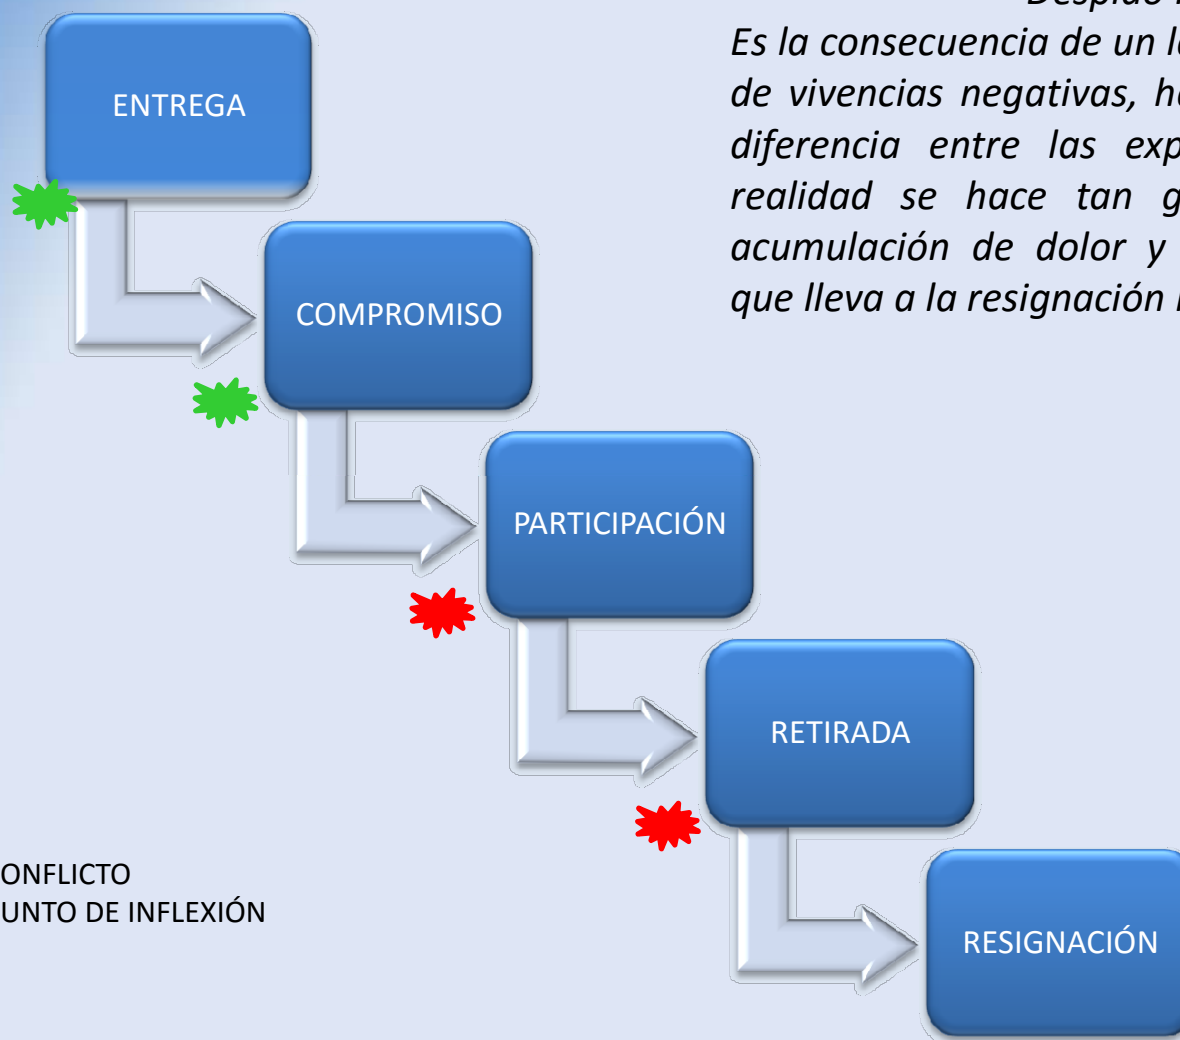 Despido
Es la consecuencia de un
de vivencias negativas,
diferencia entre las
realidad se hace tan
acumulación de dolor y
que lleva a la resignación
ENTREGA
COMPROMISO
PARTICIPACIÓN
RETIRADA
RESIGNACIÓN
ONFLICTO
UNTO DE INFLEXIÓN